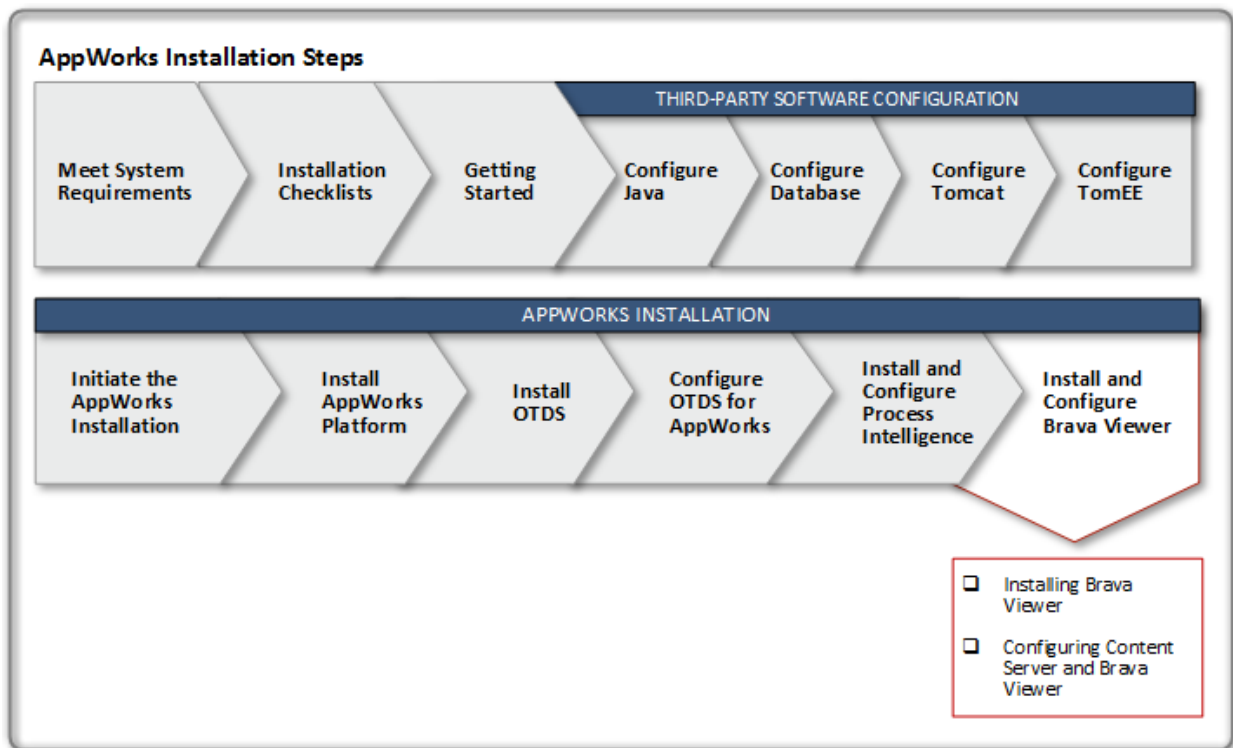 AppWorks Installation Steps
THIRD-PARTY SOFTWARE CONFIGURATION
Meet System
Requirements
Installation
Checklists
Getting
Started
Configure
Java
Configure
Database
Configure
Tomcat
Configure
TomEE
APPWORKS INSTALLATION
Initiate the
AppWorks
Installation
Install
AppWorks
Platform
Install
OTDS
Configure
OTDS for
AppWorks
Install and
Configure
Process
Intelligence
Install and
Configure
Brava Viewer
Installing Brava
Viewer
Configuring Content
Server and Brava
Viewer